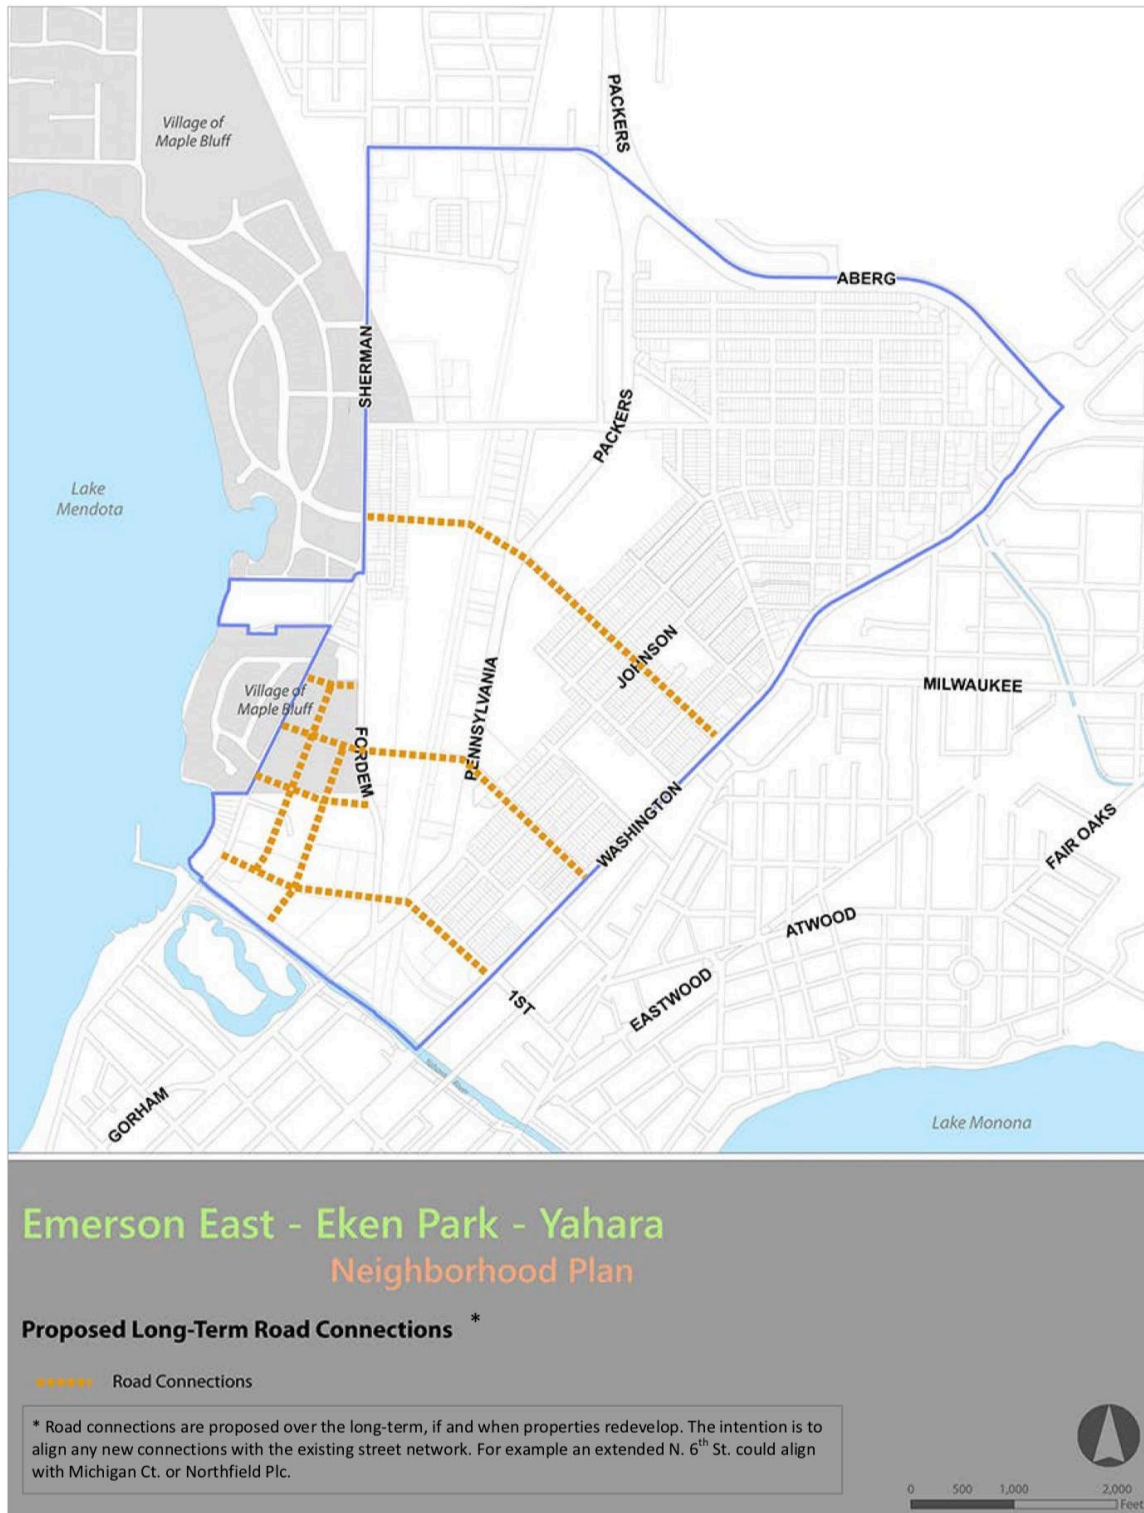 PACKERS
Village of
Maple Bluff
ABERG
SHERMAN
PACKERS
Lake
Mendota
JOHNSON
MILWAUKEE
Village of
Maple Bluff
PENNSYLVANIA
FORDEM
WASHINGTON
FAIR OAKS
ATWOOD
EASTWOOD
1ST
GORHAM
Lake Monona
Emerson East - Eken Park - Yahara
Neighborhood Plan
Proposed Long-Term Road Connections *
Road Connections
* Road connections are proposed over the long-term, if and when properties redevelop. The intention is to
align any new connections with the existing street network. For example an extended N. 6th St. could align
with Michigan Ct. or Northfield Plc.
0 500 1,000 2,000
Feet